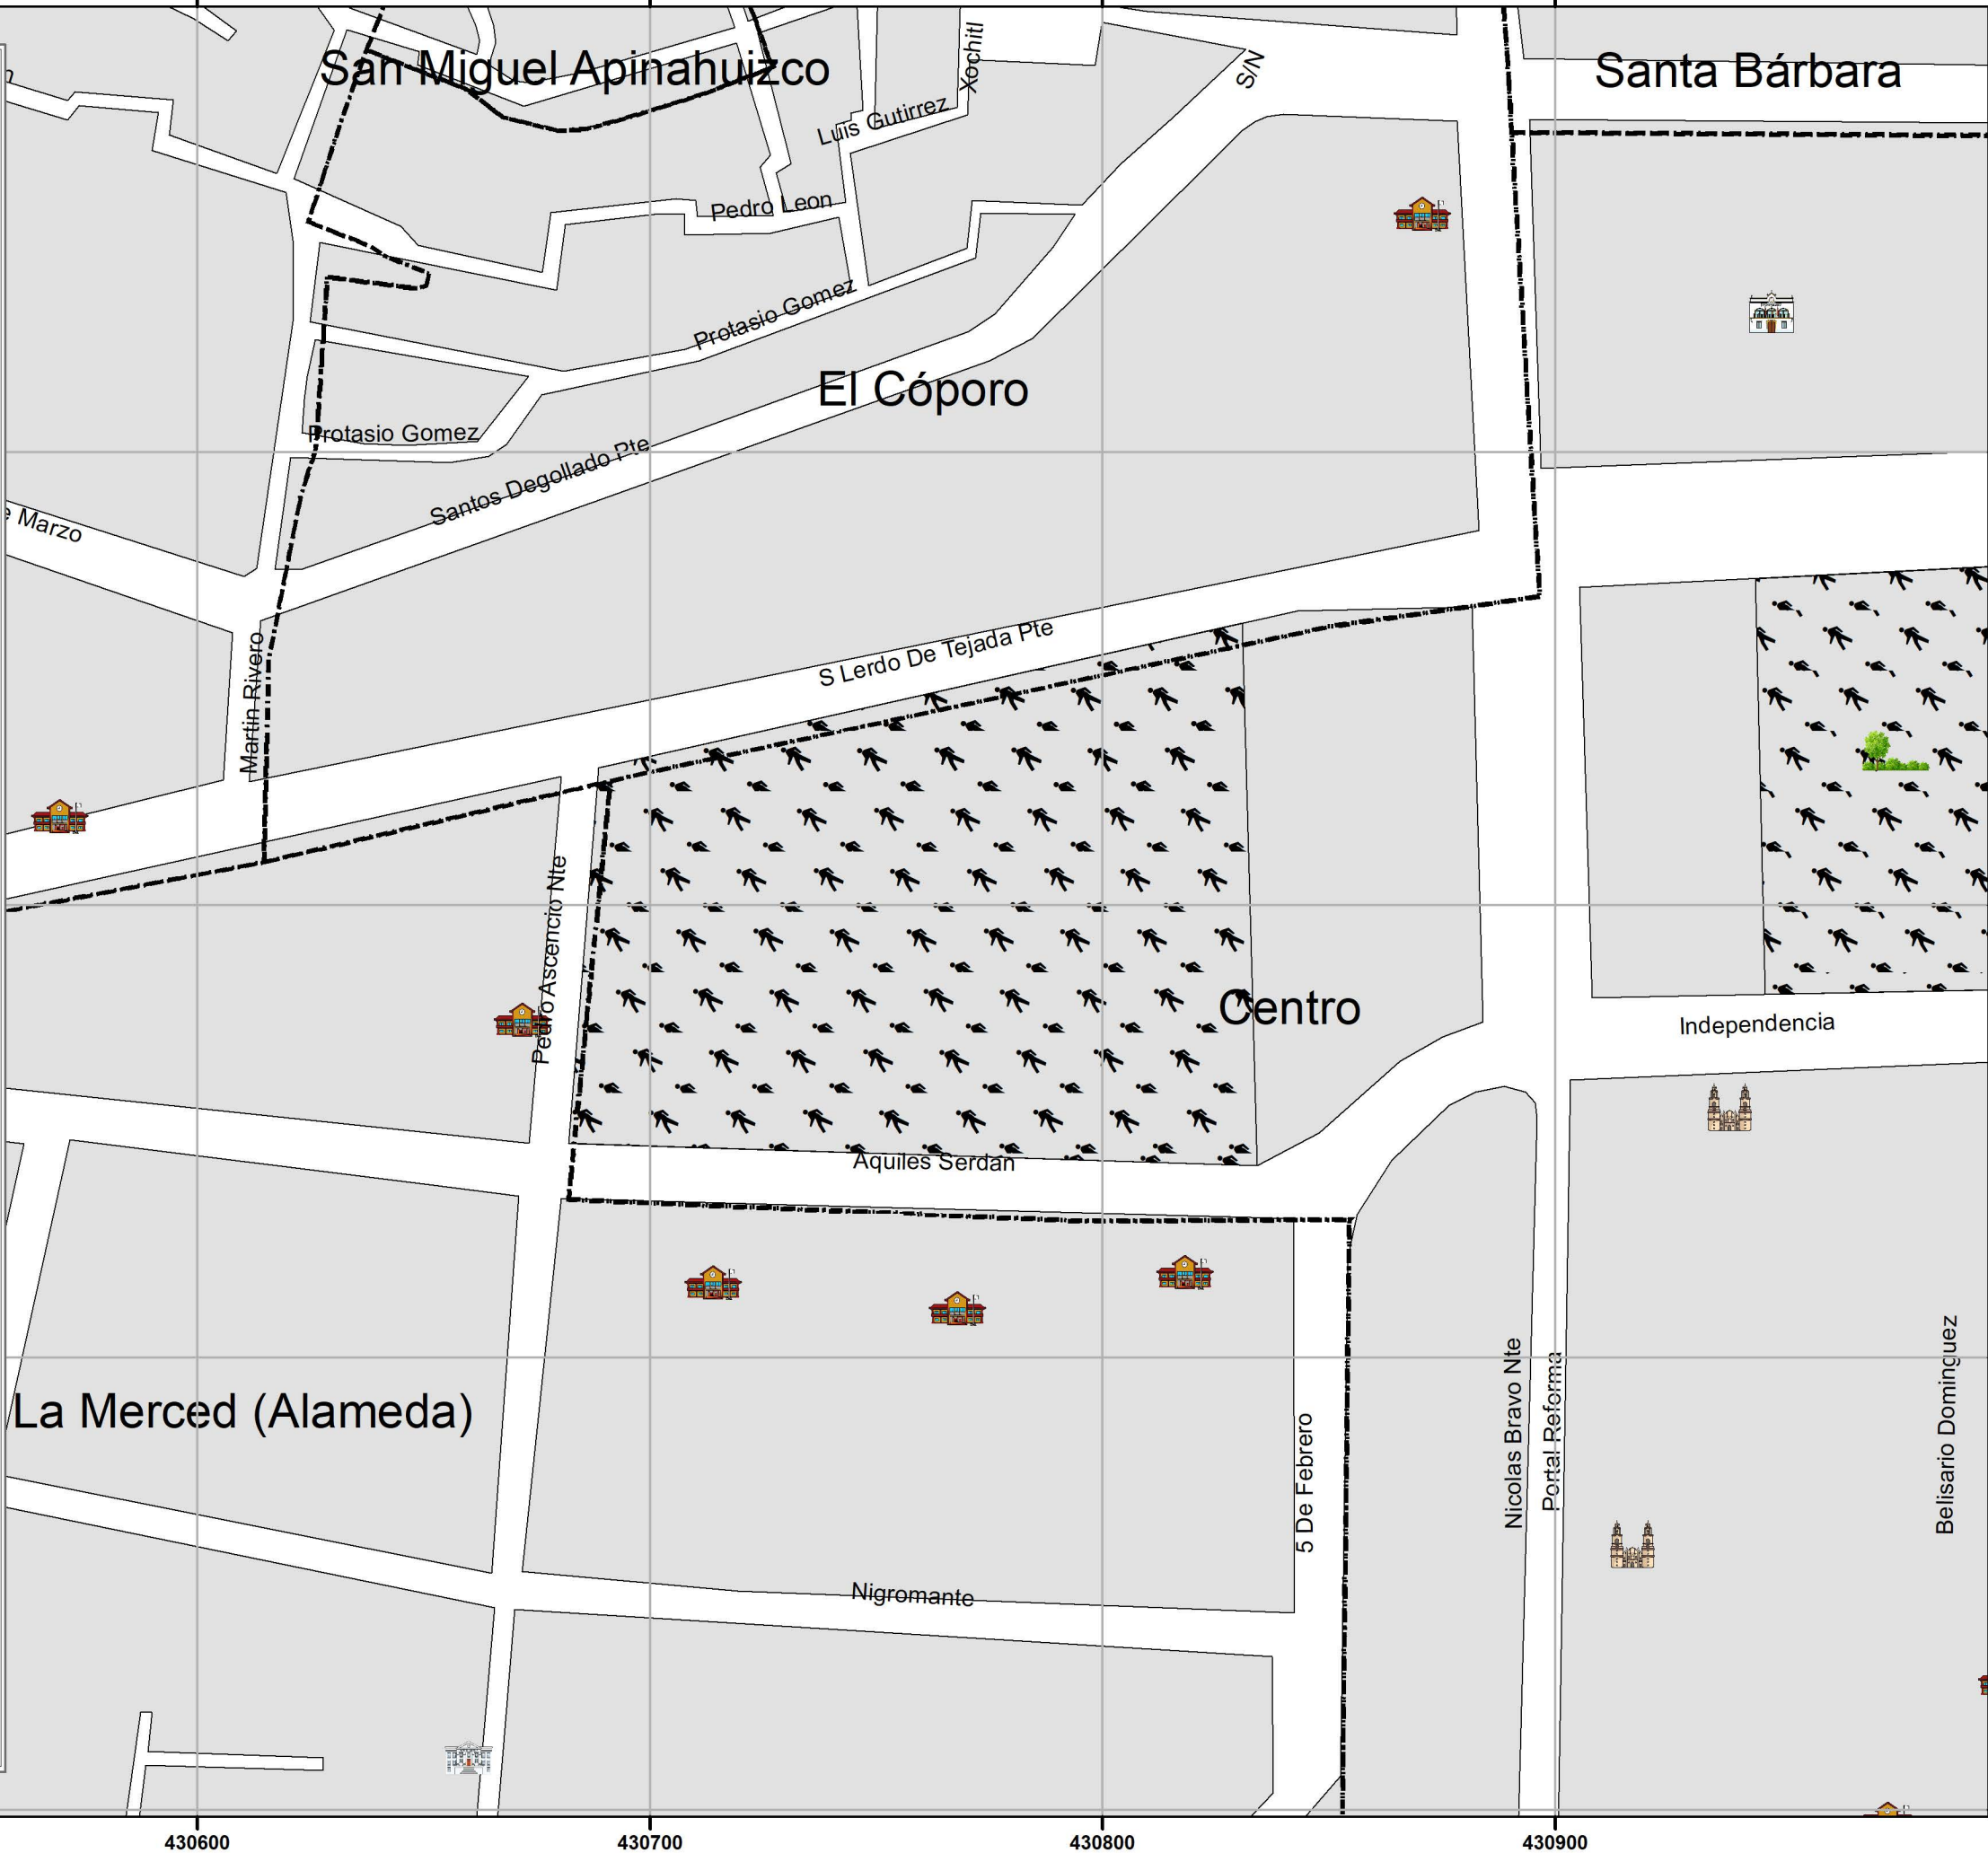 Xochitl
S/N
San Miguel Apinahuizco
Santa Bárbara
Luis Gutirrez
Pedro Leon
Protasio Gomez
El Cóporo
Protasio Gomez
Santos Degollado Pte
e Marzo
S Lerdo De Tejada Pte
Martin Rivero
Pedro Ascencio Nte
Centro
Independencia
Aquiles Serdan
La Merced (Alameda)
5 De Febrero
Nicolas Bravo Nte
Portal Reforma
Belisario Dominguez
Nigromante
430600
430700
430800
430900